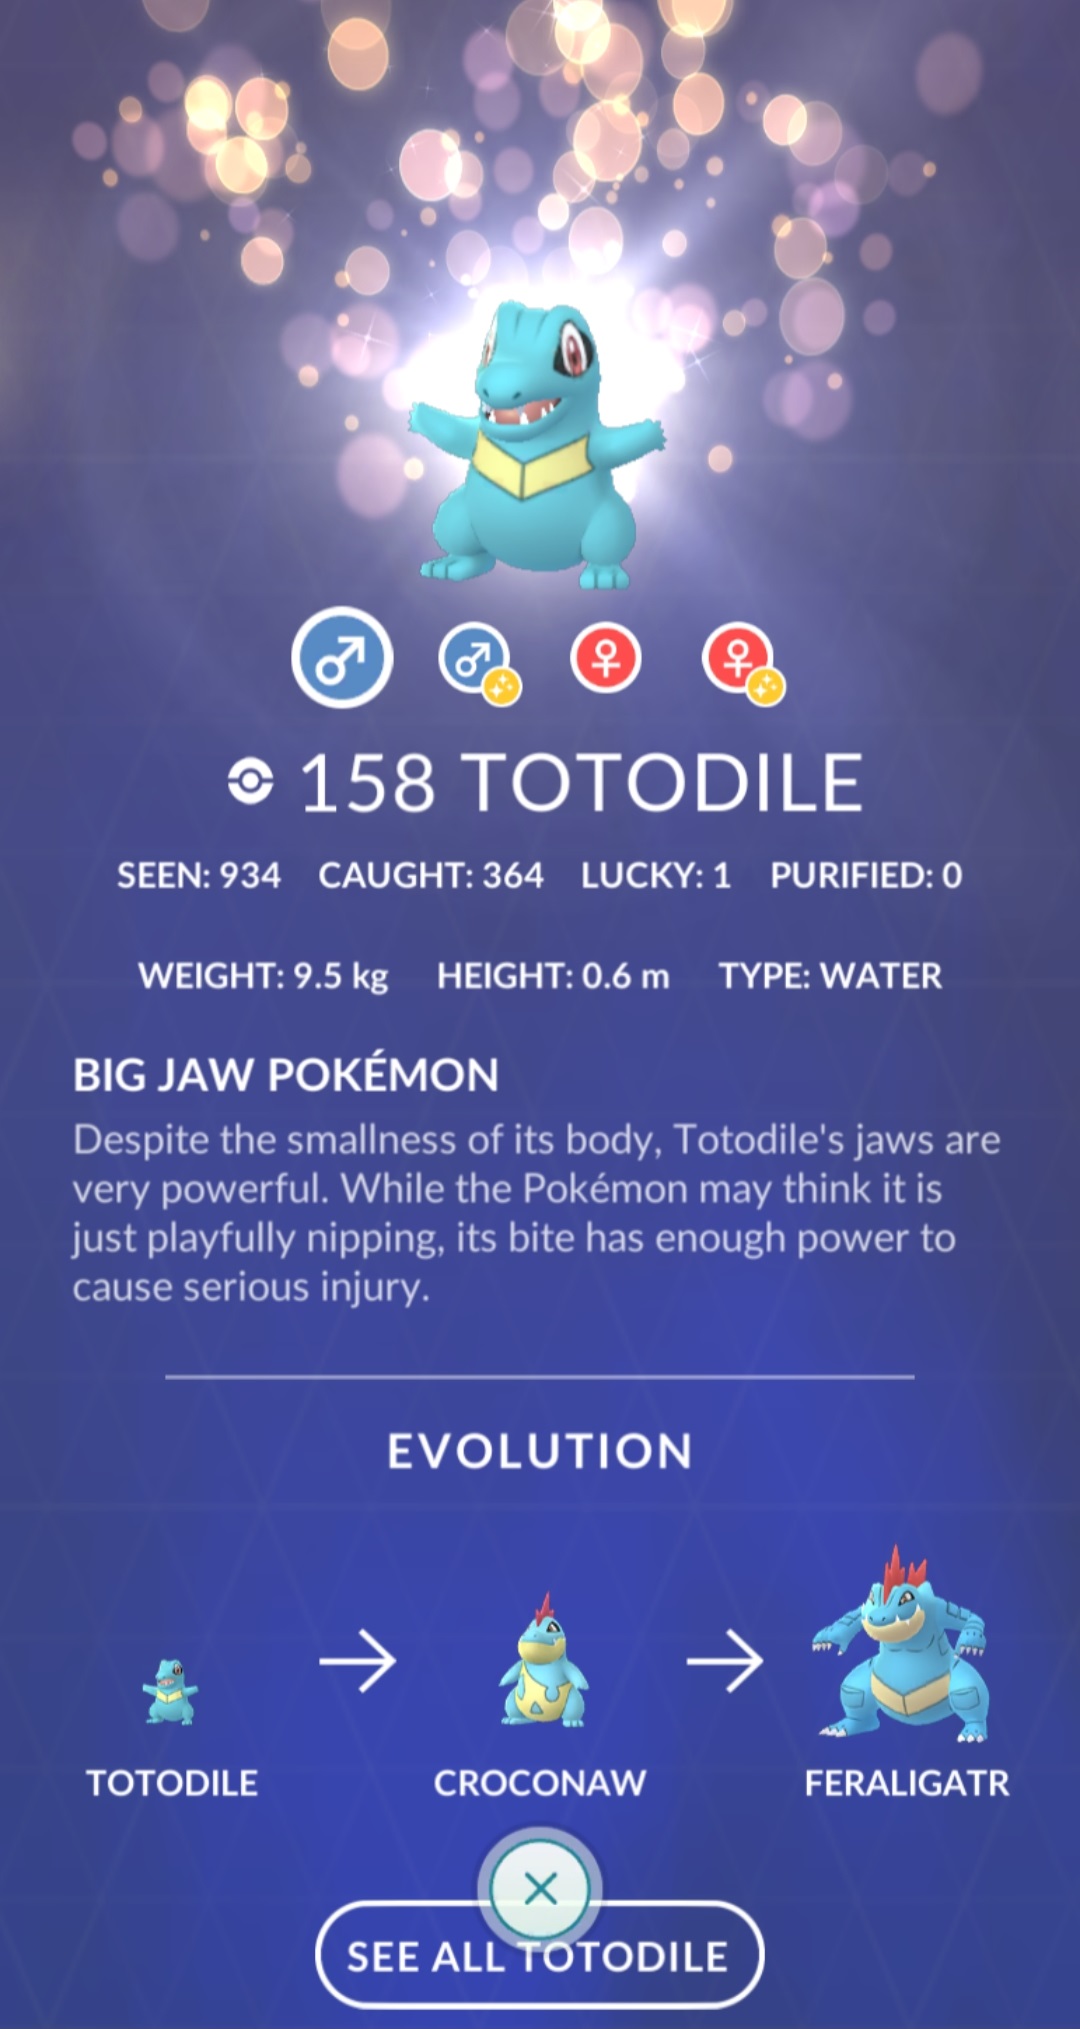 158 TOTODILE
SEEN: 934 CAUGHT: 364 LUCKY: 1 PURIFIED: 0
WEIGHT: 9.5 kg HEIGHT: 0.6 m TYPE: WATER
BIG JAW POKÉMON
Despite the smallness of its body, Totodile's jaws are
very powerful. While the Pokémon may think it is
just playfully nipping, its bite has enough power to
cause serious injury.
EVOLUTION
TOTODILE CROCONAW FERALIGATR
SEE ALL TOTODILE